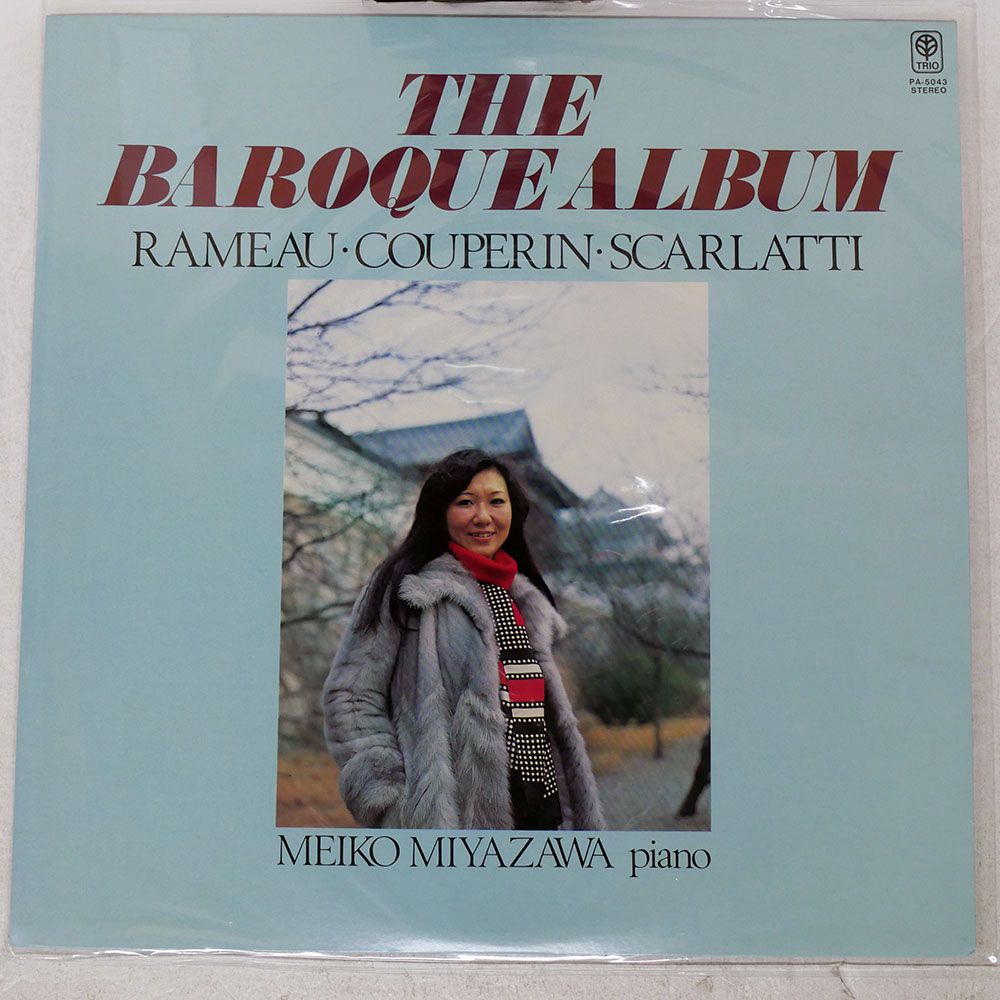 TRIO
PA-5043
STEREO
THE
BAROQUE ALBUM
RAMEAU·COUPERIN·SCARLATTI
MEIKO MIYAZAWA piano